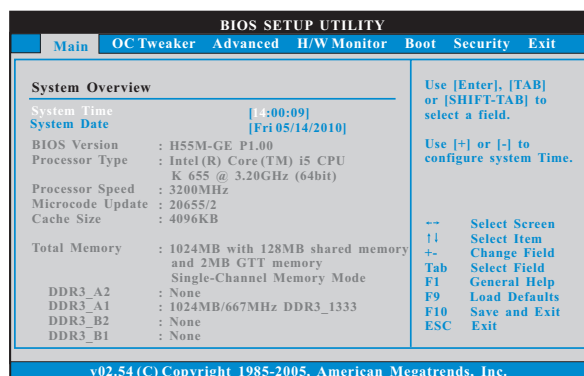 BIOS SETUP UTILITY
Main OC Tweaker Advanced H/W Monitor Boot Security Exit
System Overview
System Time [14:00:09]
System Date [Fri 05/14/2010]
BIOS Version : H55M-GE P1.00
Processor Type : Intel (R) Core (TM) i5 CPU
K 655 @ 3.20GHz (64bit)
Processor Speed : 3200MHz
Microcode Update : 20655/2
Cache Size : 4096KB
Total Memory : 1024MB with 128MB shared memory
and 2MB GTT memory
Single-Channel Memory Mode
DDR3_A2 : None
DDR3_A1 : 1024MB/667MHz DDR3_1333
DDR3_B2 : None
DDR3_B1 : None
Use [Enter], [TAB]
or [SHIFT-TAB] to
select a field.
Use [+] or [-] to
configure system Time.
←→ Select Screen
↑↓ Select Item
+- Change Field
Tab Select Field
F1 General Help
F9 Load Defaults
F10 Save and Exit
ESC Exit
v02.54 (C) Copyright 1985-2005, American Megatrends, Inc.